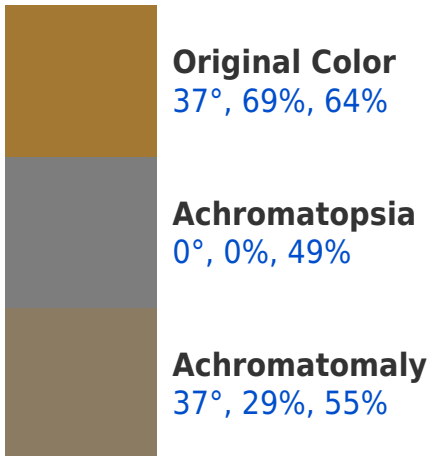 Original Color
37°, 69%, 64%
Achromatopsia
0°, 0%, 49%
Achromatomaly
37°, 29%, 55%